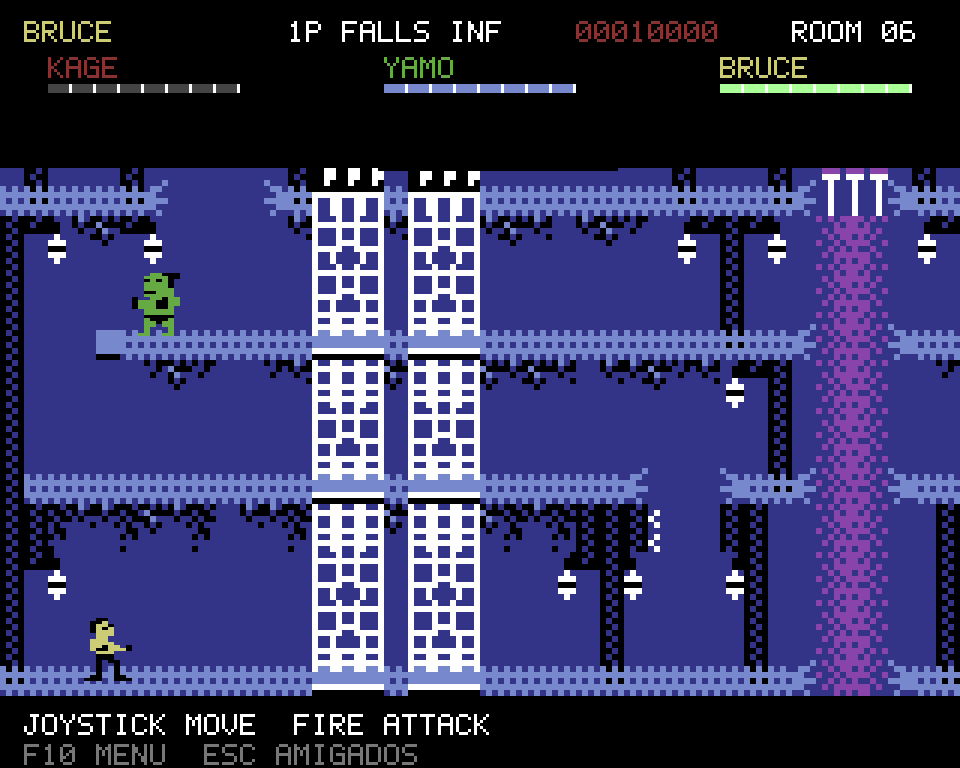 BRUCE 1P FALLS INF 00010000 ROOM 06
KAGE YAMO BRUCE
JOYSTICK MOVE FIRE ATTACK
F10 MENU ESC AMIGADOS